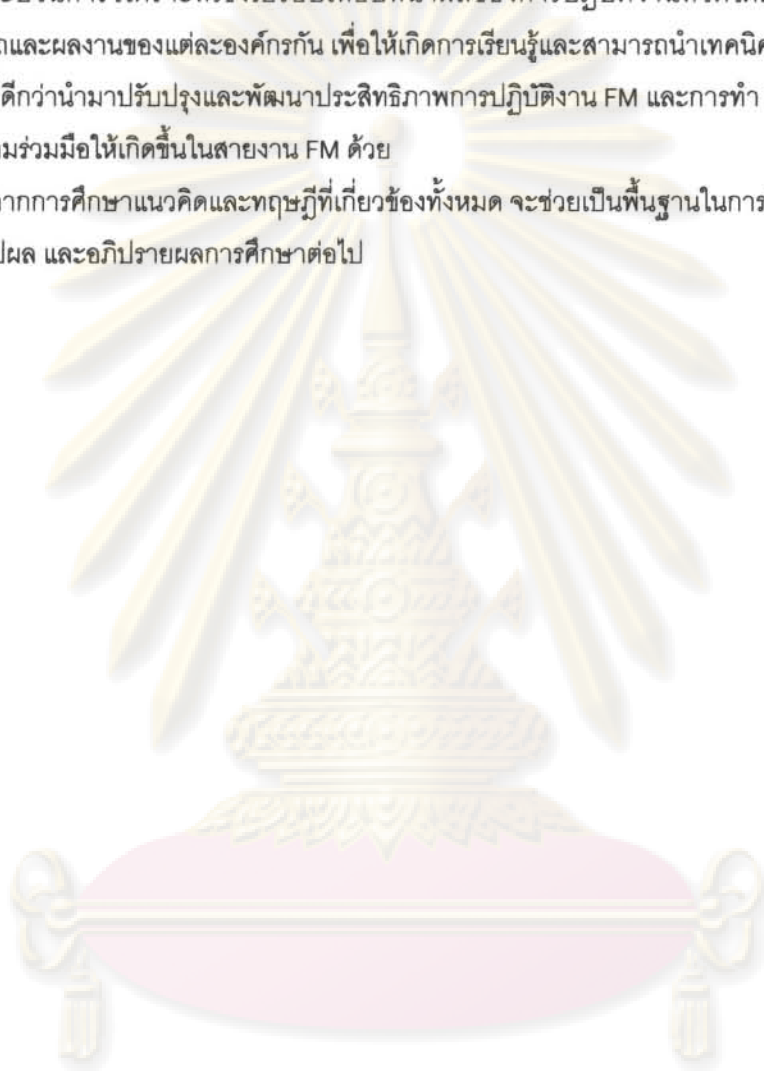 และผลงานของแต่ละองค์กรกัน เพื่อให้เกิดการเรียนรู้และสามารถนำเทคนิค
ดีกว่านำมาปรับปรุงและพัฒนาประสิทธิภาพการปฏิบัติงาน FM และการทำ
มร่วมมือให้เกิดขึ้นในสายงาน FM ด้วย
ากการศึกษาแนวคิดและทฤษฎีที่เกี่ยวข้องทั้งหมด จะช่วยเป็นพื้นฐานในการ
ปผล และอภิปรายผลการศึกษาต่อไป